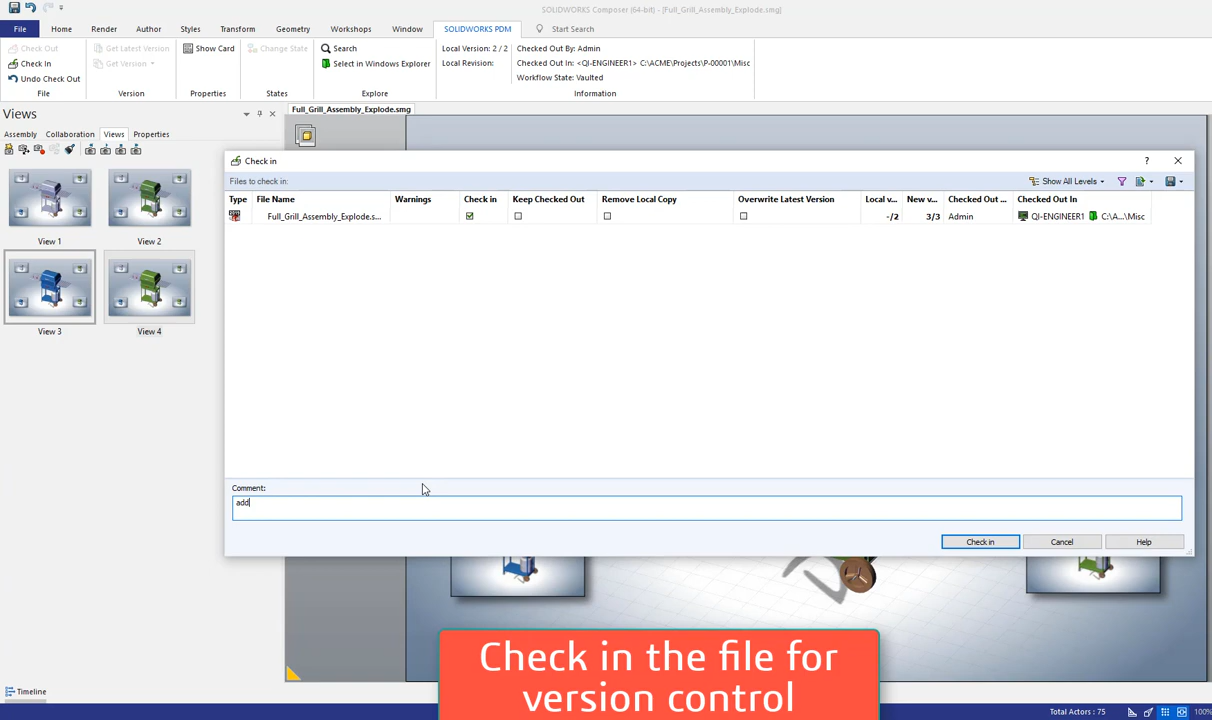 SOLIDWORKS Composer (64-bit) - [Full_Grill_Assembly_Explode.smg]
File Home Render Author Styles Transform Geometry Workshops Window SOLIDWORKS PDM Start Search
Check Out Get Latest Version Show Card Change State Search Local Version: 2 / 2 Checked Out By: Admin
Check In Get Version Select in Windows Explorer Local Revision: Checked Out In: <QI-ENGINEER1> C:\ACME\Projects\P-00001\Misc
Undo Check Out Workflow State: Vaulted
File Version Properties States Explore Information
Views
Full_Grill_Assembly_Explode.smg
Assembly Collaboration Views Properties
View 1 View 2
View 3 View 4
Check in
Files to check in: Show All Levels
Type File Name Warnings Check in Keep Checked Out Remove Local Copy Overwrite Latest Version Local v... New v... Checked Out ... Checked Out In
Full_Grill_Assembly_Explode.s... -/2 3/3 Admin QI-ENGINEER1 C:\A...\Misc
Comment:
add
Check in Cancel Help
Check in the file for
version control
Timeline
Total Actors : 75 100%